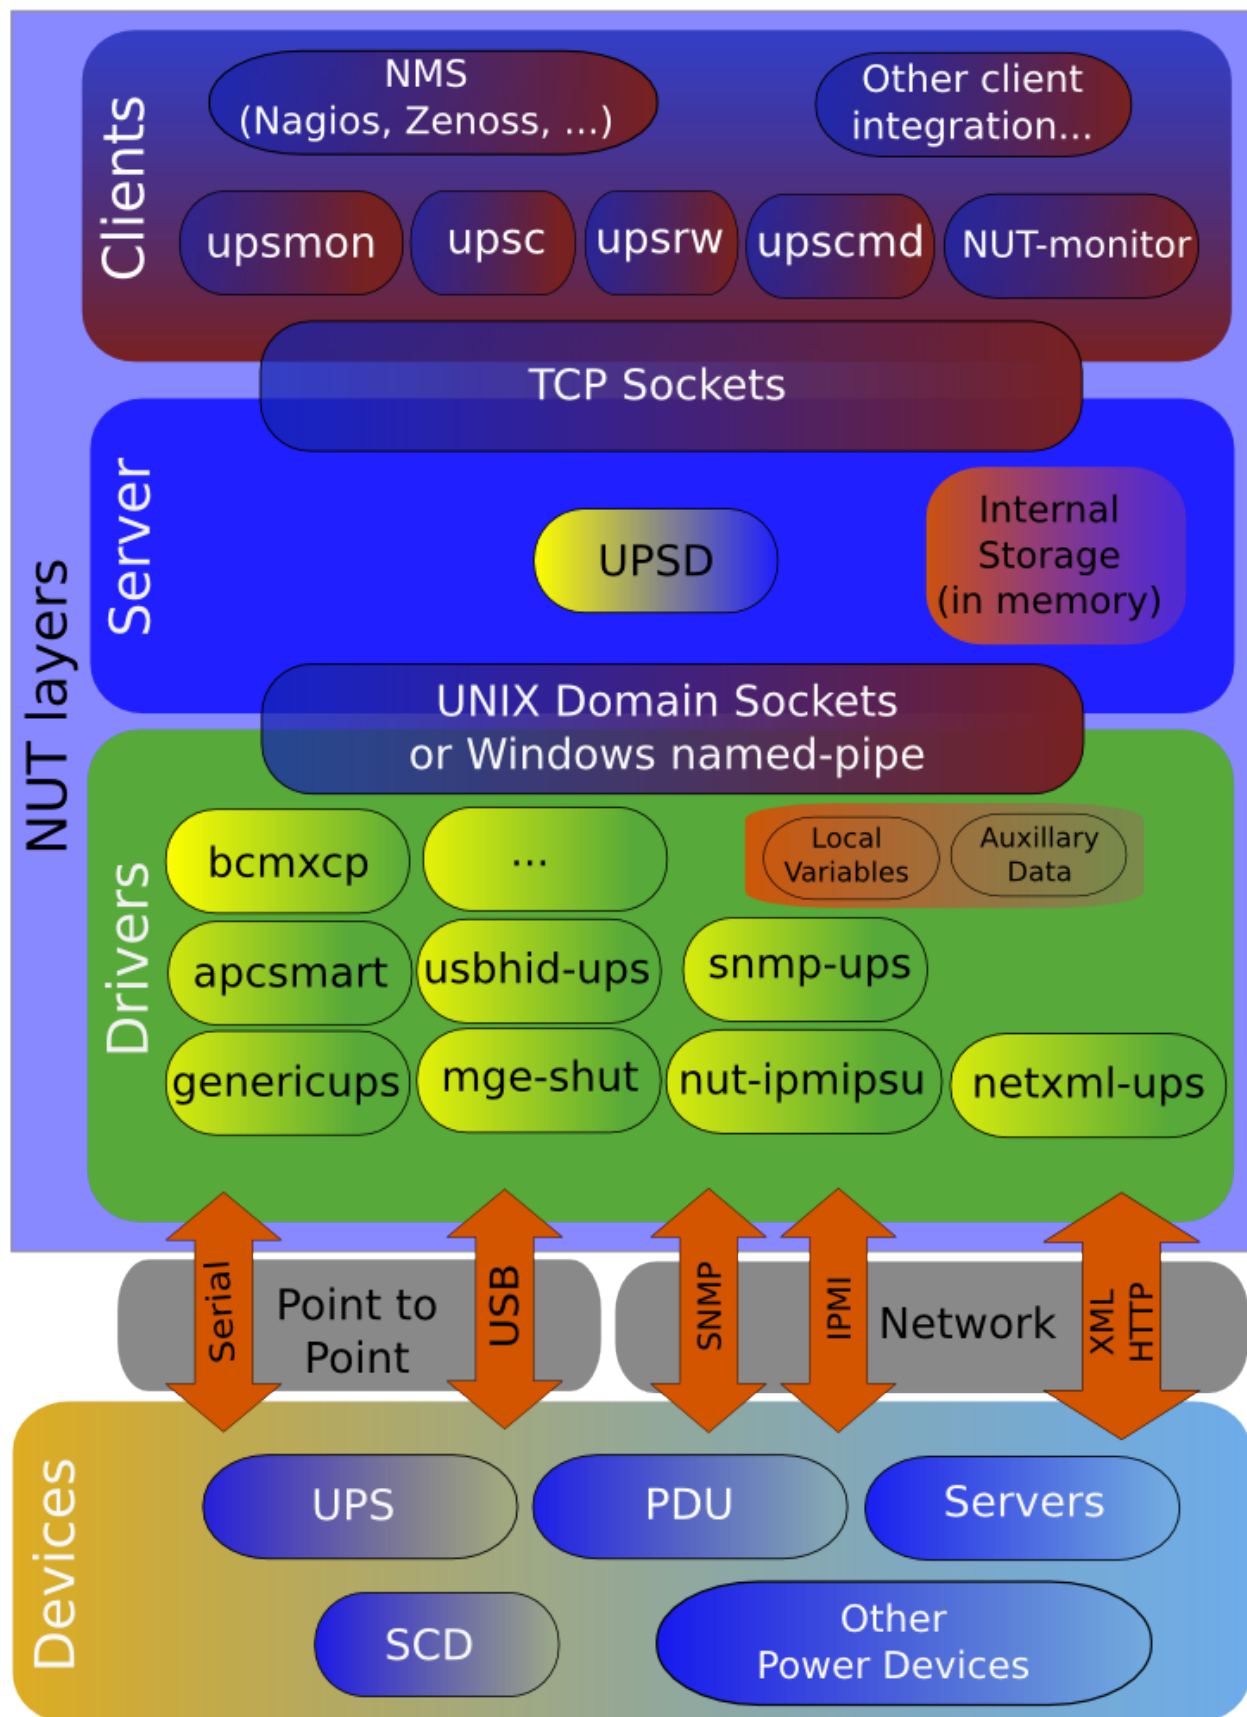 NUT layers
Clients
NMS
(Nagios, Zenoss, ...)
Other client
integration...
upsmon
upsc
upsrw
upscmd
NUT-monitor
TCP Sockets
Server
UPSD
Internal
Storage
(in memory)
UNIX Domain Sockets
or Windows named-pipe
Drivers
bcmxcp
...
Local
Variables
Auxillary
Data
apcsmart
usbhid-ups
snmp-ups
genericups
mge-shut
nut-ipmipsu
netxml-ups
Serial
Point to
Point
USB
SNMP
IPMI
Network
XML
HTTP
Devices
UPS
PDU
Servers
SCD
Other
Power Devices